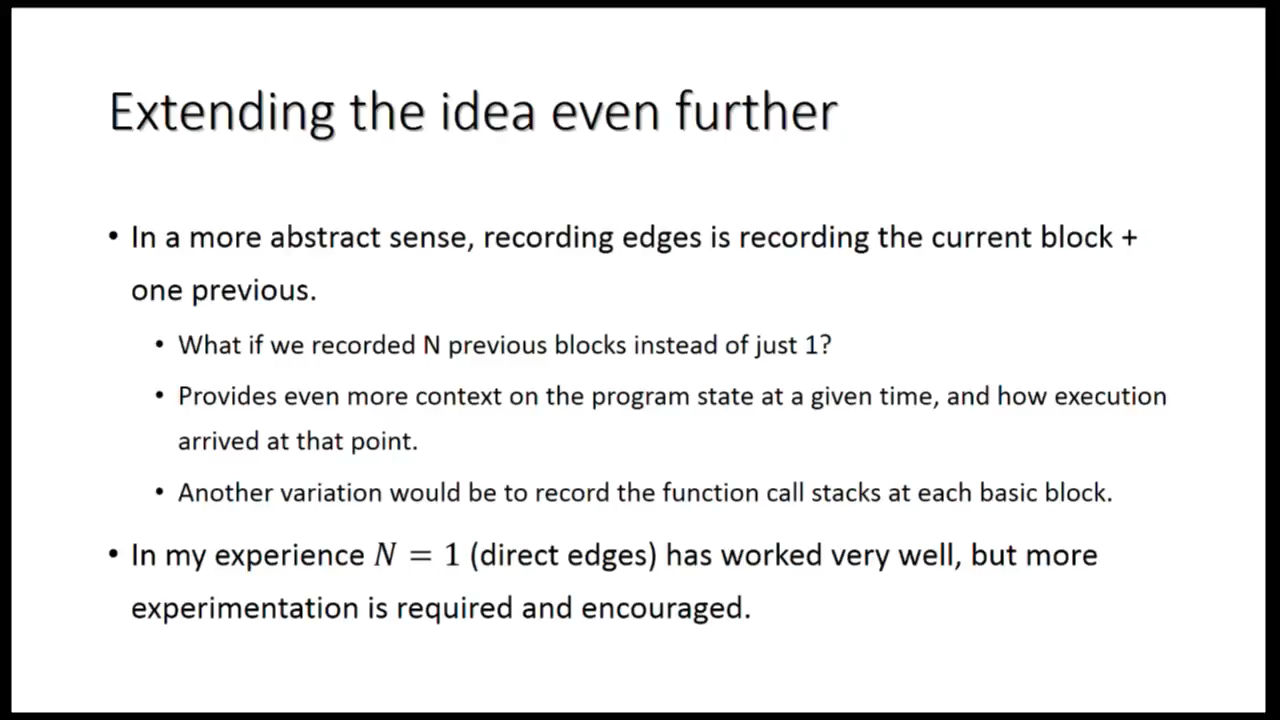 Extending the idea even further
• In a more abstract sense, recording edges is recording the current block +
one previous.
• What if we recorded N previous blocks instead of just 1?
• Provides even more context on the program state at a given time, and how execution
arrived at that point.
• Another variation would be to record the function call stacks at each basic block.
• In my experience N = 1 (direct edges) has worked very well, but more
experimentation is required and encouraged.